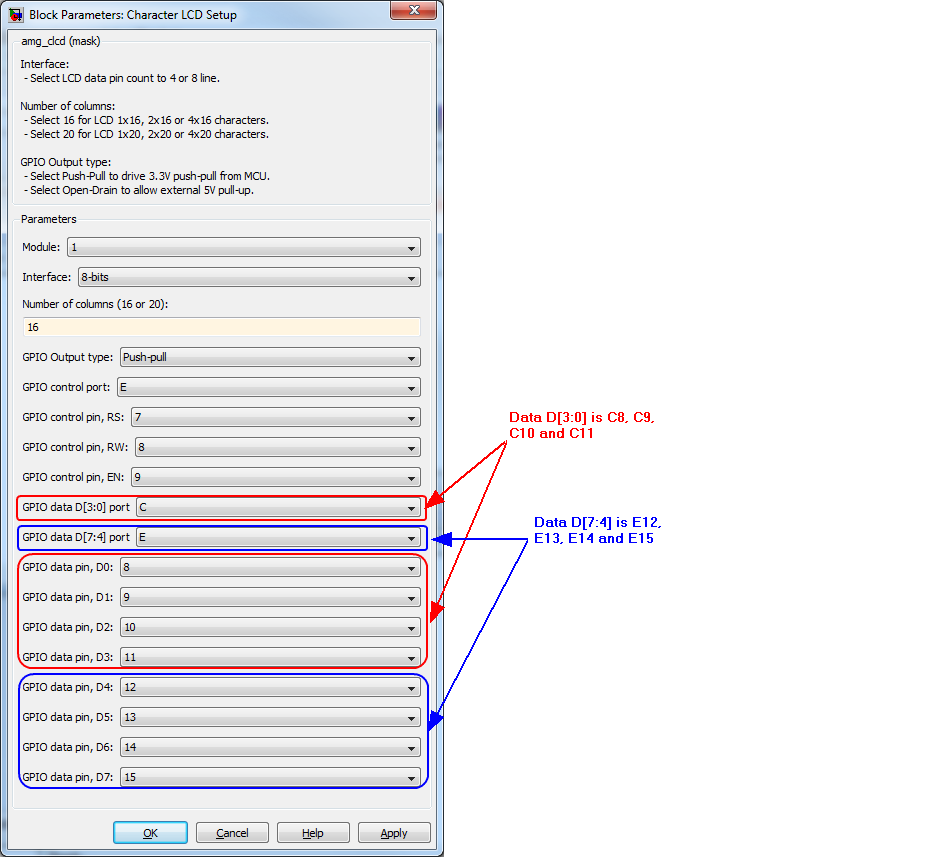 Block Parameters: Character LCD Setup
amg_clcd (mask)
Interface:
- Select LCD data pin count to 4 or 8 line.
Number of columns:
- Select 16 for LCD 1x16, 2x16 or 4x16 characters.
- Select 20 for LCD 1x20, 2x20 or 4x20 characters.
GPIO Output type:
- Select Push-Pull to drive 3.3V push-pull from MCU.
- Select Open-Drain to allow external 5V pull-up.
Parameters
Module: 1
Interface: 8-bits
Number of columns (16 or 20):
16
GPIO Output type: Push-pull
GPIO control port: E
GPIO control pin, RS: 7
GPIO control pin, RW: 8
GPIO control pin, EN: 9
GPIO data D[3:0] port C
GPIO data D[7:4] port E
GPIO data pin, D0: 8
GPIO data pin, D1: 9
GPIO data pin, D2: 10
GPIO data pin, D3: 11
GPIO data pin, D4: 12
GPIO data pin, D5: 13
GPIO data pin, D6: 14
GPIO data pin, D7: 15
OK Cancel Help Apply
Data D[3:0] is C8, C9,
C10 and C11
Data D[7:4] is E12,
E13, E14 and E15